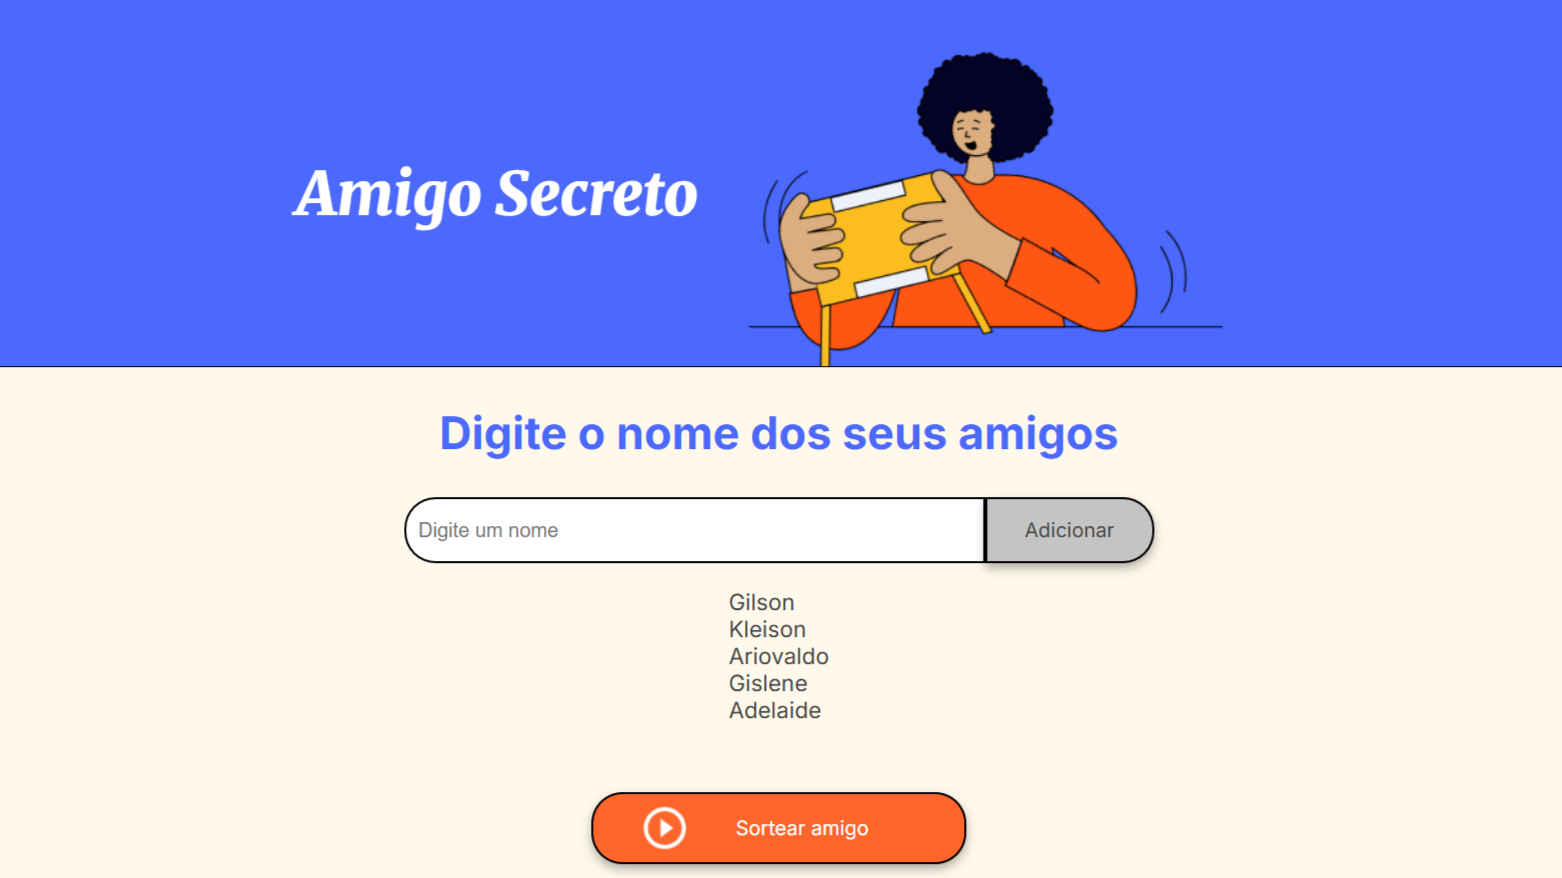 Amigo Secreto
Digite o nome dos seus amigos
Digite um nome
Adicionar
Gilson
Kleison
Ariovaldo
Gislene
Adelaide
Sortear amigo